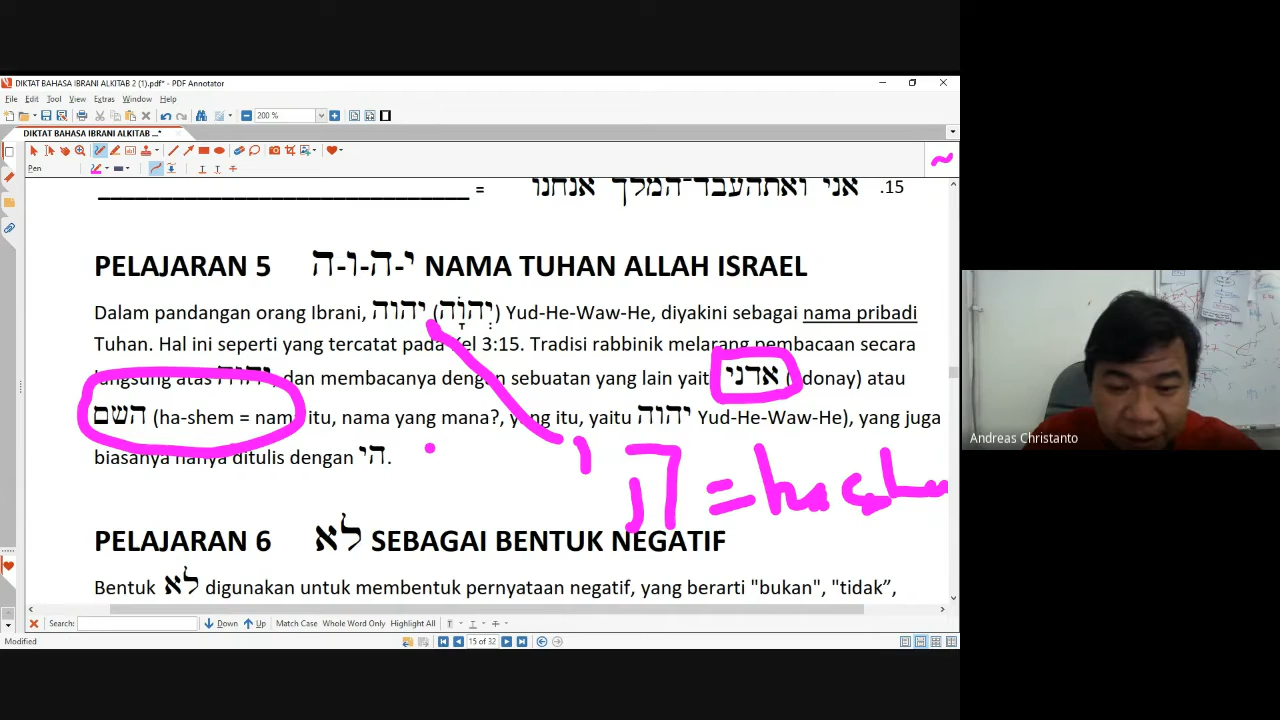 DIKTAT BAHASA IBRANI ALKITAB 2 (1).pdf* - PDF Annotator
File Edit Tool View Extras Window Help
200 %
DIKTAT BAHASA IBRANI ALKITAB ...*
Pen
15. אני ואתהעבד־המלך אנחנו = ______________________________
PELAJARAN 5 י-ה-ו-ה NAMA TUHAN ALLAH ISRAEL
Dalam pandangan orang Ibrani, יהוה (יְהוָֹה) Yud-He-Waw-He, diyakini sebagai nama pribadi
Tuhan. Hal ini seperti yang tercatat pada Kel 3:15. Tradisi rabbinik melarang pembacaan secara
langsung atas יהוה, dan membacanya dengan sebutan yang lain yait אדני (adonay) atau
השם (ha-shem = nama itu, nama yang mana?, yang itu, yaitu יהוה Yud-He-Waw-He), yang juga
biasanya hanya ditulis dengan הי.
'ה = hashem
PELAJARAN 6 לא SEBAGAI BENTUK NEGATIF
Bentuk לא digunakan untuk membentuk pernyataan negatif, yang berarti "bukan", "tidak",
Search: Down Up Match Case Whole Word Only Highlight All
Modified 15 of 32
Andreas Christanto